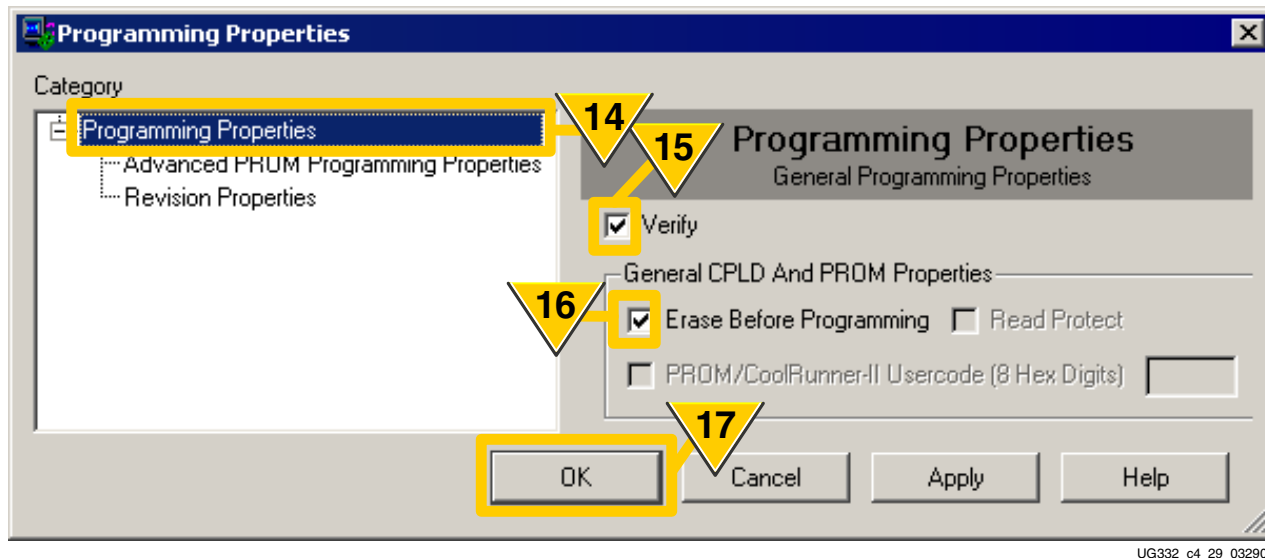 Programming Properties
Category
Programming Properties
Advanced PROM Programming Properties
Revision Properties
14
15
Programming Properties
General Programming Properties
Verify
General CPLD And PROM Properties
16
Erase Before Programming Read Protect
PROM/CoolRunner-II Usercode (8 Hex Digits)
17
OK Cancel Apply Help
UG332_c4_29_03290